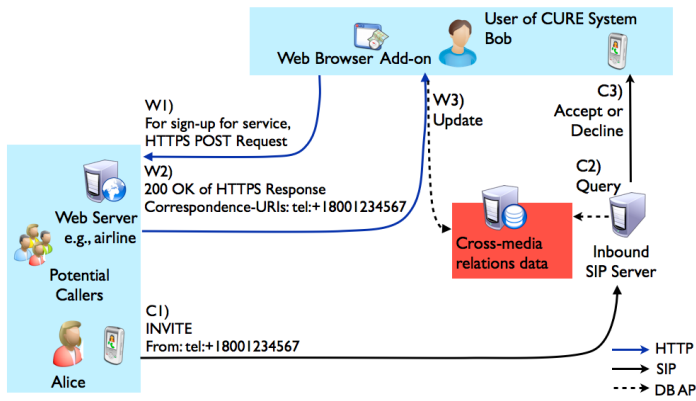 User of CURE System
Bob
Web Browser Add-on
W1)
For sign-up for service,
HTTPS POST Request
W3)
Update
C3)
Accept or
Decline
W2)
200 OK of HTTPS Response
Correspondence-URIs: tel:+18001234567
C2)
Query
Web Server
e.g., airline
Cross-media
relations data
Inbound
SIP Server
Potential
Callers
C1)
INVITE
From: tel:+18001234567
Alice
HTTP
SIP
DB AP